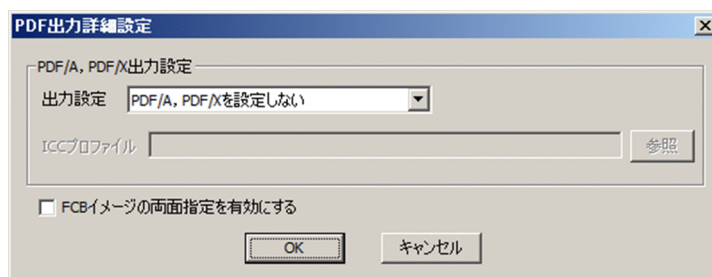 PDF出力詳細設定
PDF/A, PDF/X出力設定
出力設定 PDF/A, PDF/Xを設定しない
ICCプロファイル 参照
FCBイメージの両面指定を有効にする
OK キャンセル